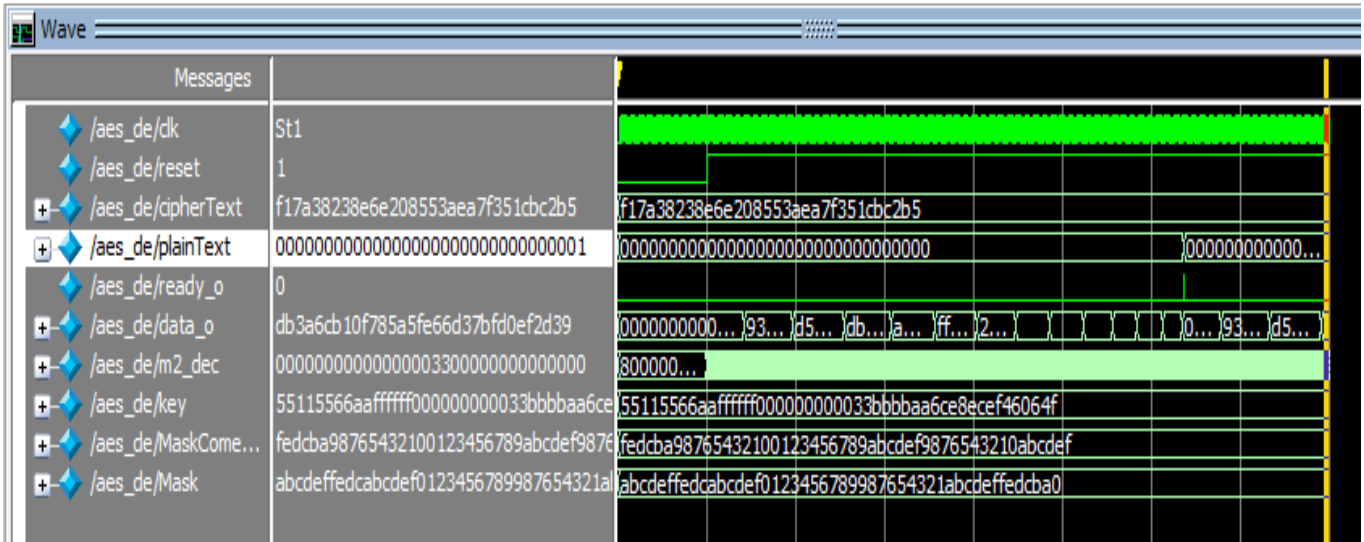 Wave
Messages
/aes_de/clk St1
/aes_de/reset 1
/aes_de/cipherText f17a38238e6e208553aea7f351cbc2b5 f17a38238e6e208553aea7f351cbc2b5
/aes_de/plainText 00000000000000000000000000000001 00000000000000000000000000000000 000000000000...
/aes_de/ready_o 0
/aes_de/data_o db3a6cb10f785a5fe66d37bfd0ef2d39 0000000000... 93... d5... db... a... ff... 2... 0... 93... d5...
/aes_de/m2_dec 00000000000000003300000000000000 800000...
/aes_de/key 55115566aaffffff000000000033bbbbaa6ce 55115566aaffffff000000000033bbbbaa6ce8ecef46064f
/aes_de/MaskCome... fedcba98765432100123456789abcdef9876 fedcba98765432100123456789abcdef9876543210abcdef
/aes_de/Mask abcdeffedcabcdef0123456789987654321al abcdeffedcabcdef0123456789987654321abcdeffedcba0